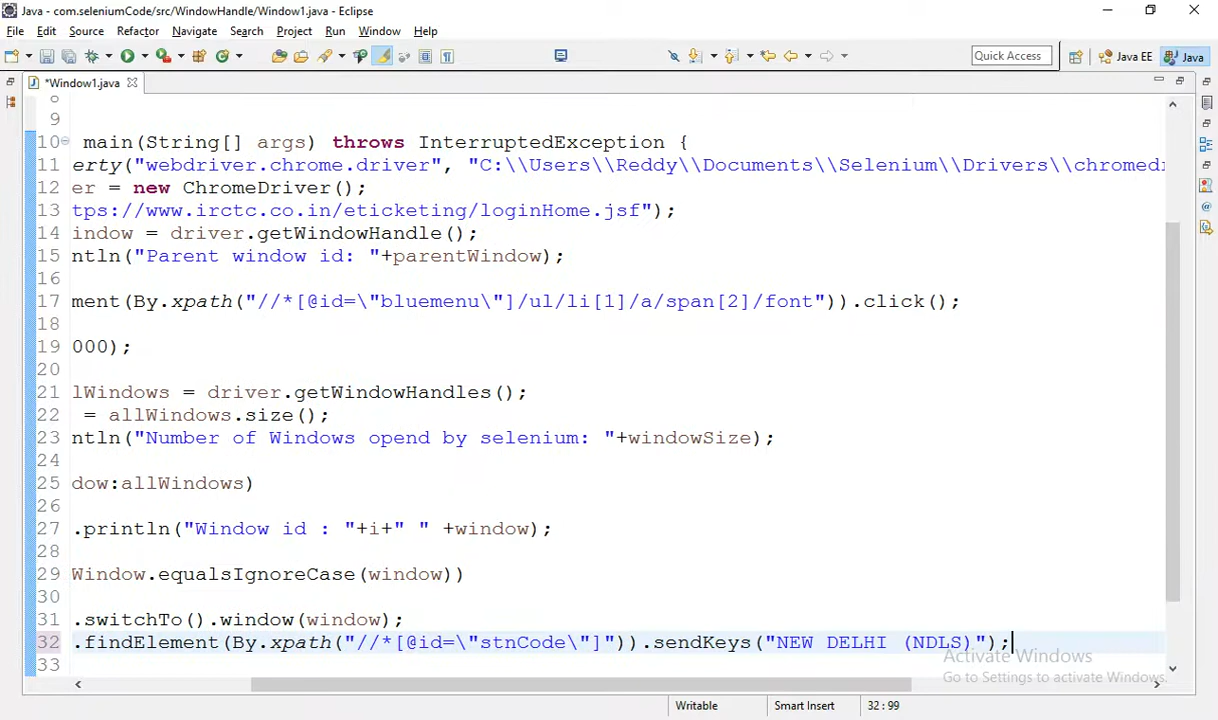 Java - com.seleniumCode/src/WindowHandle/Window1.java - Eclipse
File Edit Source Refactor Navigate Search Project Run Window Help
Quick Access Java EE Java
*Window1.java
8
9
10 main(String[] args) throws InterruptedException {
11 erty("webdriver.chrome.driver", "C:\\Users\\Reddy\\Documents\\Selenium\\Drivers\\chromedr
12 er = new ChromeDriver();
13 tps://www.irctc.co.in/eticketing/loginHome.jsf");
14 indow = driver.getWindowHandle();
15 ntln("Parent window id: "+parentWindow);
16
17 ment(By.xpath("//*[@id=\"bluemenu\"]/ul/li[1]/a/span[2]/font")).click();
18
19 000);
20
21 lWindows = driver.getWindowHandles();
22 = allWindows.size();
23 ntln("Number of Windows opend by selenium: "+windowSize);
24
25 dow:allWindows)
26
27 .println("Window id : "+i+" " +window);
28
29 Window.equalsIgnoreCase(window))
30
31 .switchTo().window(window);
32 .findElement(By.xpath("//*[@id=\"stnCode\"]")).sendKeys("NEW DELHI (NDLS)");
33
Activate Windows
Go to Settings to activate Windows.
Writable Smart Insert 32 : 99